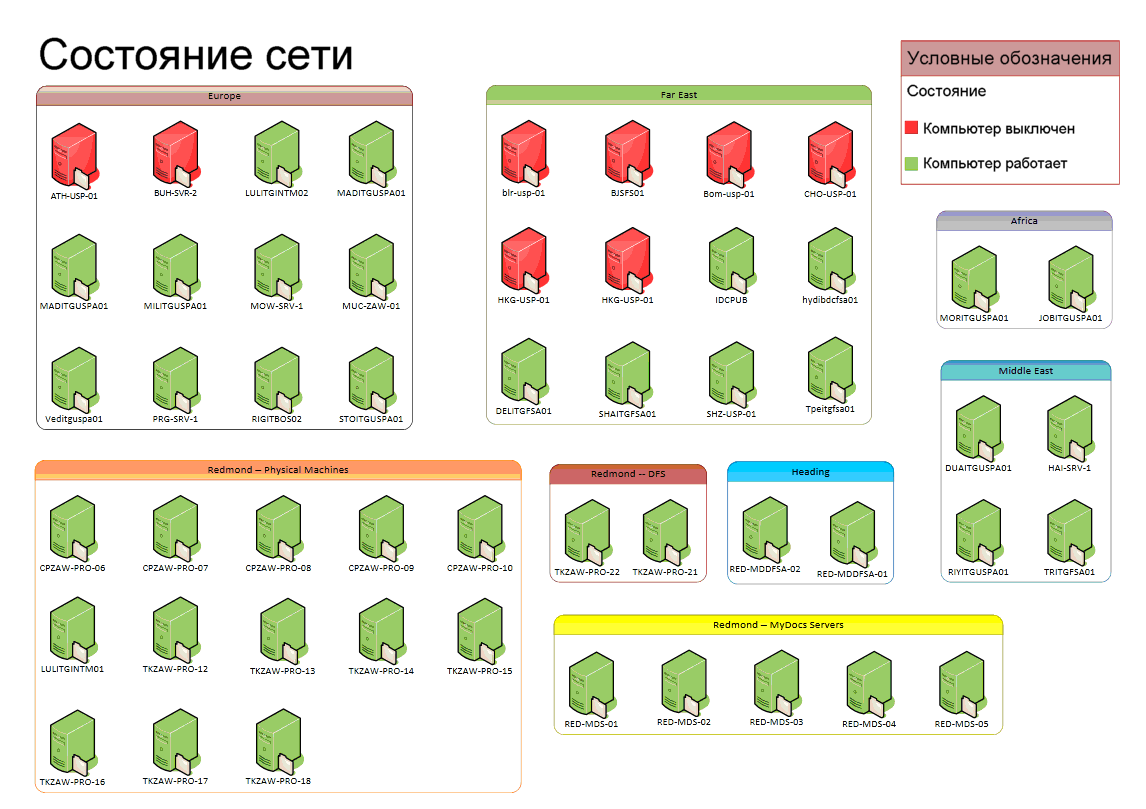 Состояние сети
Условные обозначения
Состояние
Компьютер выключен
Компьютер работает
Europe
ATH-USP-01
BUH-SVR-2
LULITGINTM02
MADITGUSPA01
MADITGUSPA01
MILITGUSPA01
MOW-SRV-1
MUC-ZAW-01
Veditguspa01
PRG-SRV-1
RIGITBOS02
STOITGUSPA01
Far East
blr-usp-01
BJSFS01
Bom-usp-01
CHO-USP-01
HKG-USP-01
HKG-USP-01
IDCPUB
hydibdcfsa01
DELITGFSA01
SHAITGFSA01
SHZ-USP-01
Tpeitgfsa01
Africa
MORITGUSPA01
JOBITGUSPA01
Middle East
DUAITGUSPA01
HAI-SRV-1
RIYITGUSPA01
TRITGFSA01
Redmond – Physical Machines
CPZAW-PRO-06
CPZAW-PRO-07
CPZAW-PRO-08
CPZAW-PRO-09
CPZAW-PRO-10
LULITGINTM01
TKZAW-PRO-12
TKZAW-PRO-13
TKZAW-PRO-14
TKZAW-PRO-15
TKZAW-PRO-16
TKZAW-PRO-17
TKZAW-PRO-18
Redmond -- DFS
TKZAW-PRO-22
TKZAW-PRO-21
Heading
RED-MDDFSA-02
RED-MDDFSA-01
Redmond – MyDocs Servers
RED-MDS-01
RED-MDS-02
RED-MDS-03
RED-MDS-04
RED-MDS-05